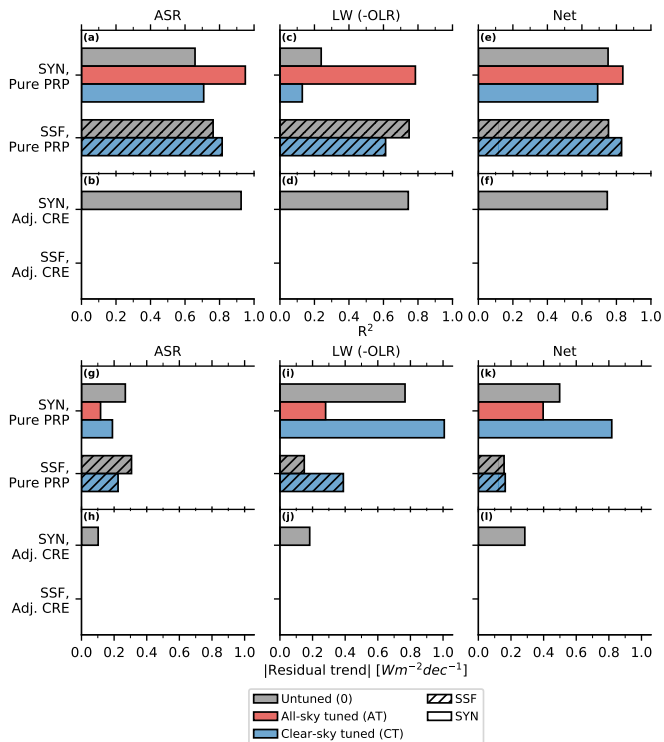 ASR LW (-OLR) Net
(a) (c) (e)
SYN,
Pure PRP
SSF,
Pure PRP
(b) (d) (f)
SYN,
Adj. CRE
SSF,
Adj. CRE
0.0 0.2 0.4 0.6 0.8 1.0 0.0 0.2 0.4 0.6 0.8 1.0 0.0 0.2 0.4 0.6 0.8 1.0
R²
ASR LW (-OLR) Net
(g) (i) (k)
SYN,
Pure PRP
SSF,
Pure PRP
(h) (j) (l)
SYN,
Adj. CRE
SSF,
Adj. CRE
0.0 0.2 0.4 0.6 0.8 1.0 0.0 0.2 0.4 0.6 0.8 1.0 0.0 0.2 0.4 0.6 0.8 1.0
|Residual trend| [Wm⁻²dec⁻¹]
Untuned (0) SSF
All-sky tuned (AT) SYN
Clear-sky tuned (CT)